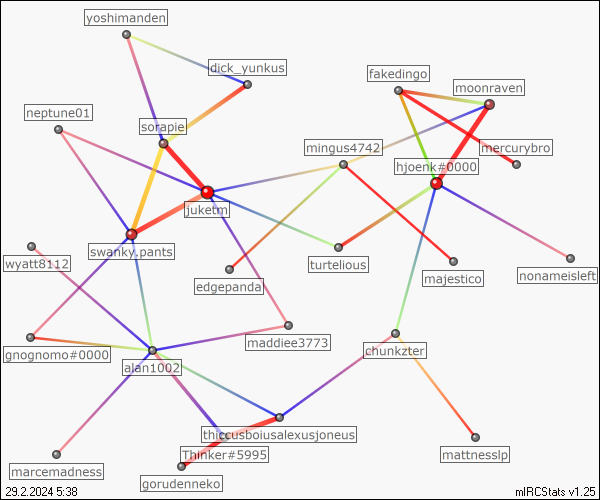 yoshimanden
dick_yunkus
fakedingo
moonraven
neptune01
sorapie
mingus4742
mercurybro
hjoenk#0000
juketm
swanky.pants
wyatt8112
turtelious
edgepanda
majestico
nonameisleft
maddiee3773
chunkzter
gnognomo#0000
alan1002
thiccusboiusalexusjoneus
Thinker#5995
mattnesslp
marcemadness
gorudenneko
29.2.2024 5:38
mIRCStats v1.25